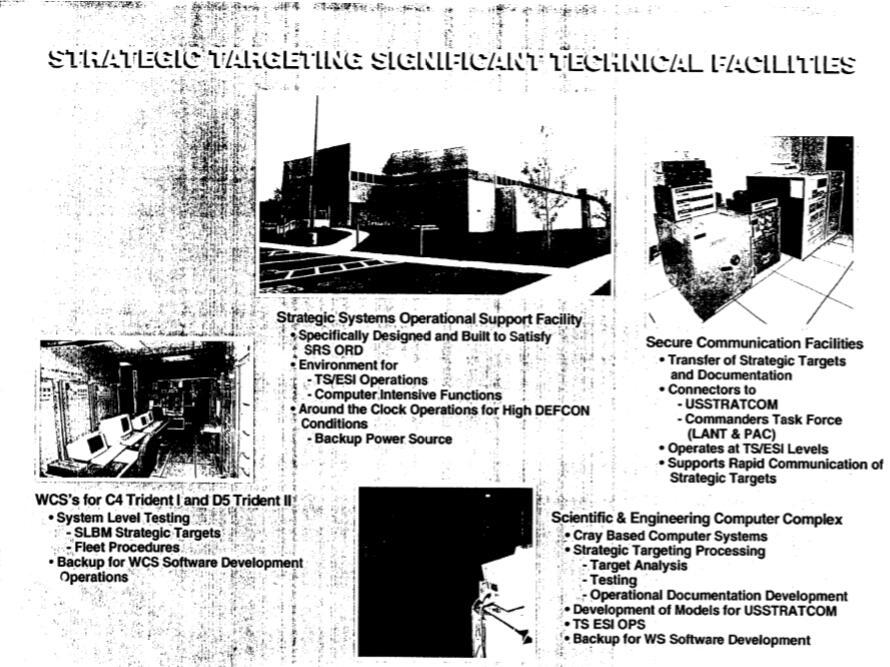 STRATEGIC TARGETING SIGNIFICANT TECHNICAL FACILITIES
Strategic Systems Operational Support Facility
• Specifically Designed and Built to Satisfy
SRS ORD
• Environment for
- TS/ESI Operations
- Computer Intensive Functions
• Around the Clock Operations for High DEFCON
Conditions
- Backup Power Source
Secure Communication Facilities
• Transfer of Strategic Targets
and Documentation
• Connectors to
- USSTRATCOM
- Commanders Task Force
(LANT & PAC)
• Operates at TS/ESI Levels
• Supports Rapid Communication of
Strategic Targets
WCS's for C4 Trident I and D5 Trident II
• System Level Testing
- SLBM Strategic Targets
- Fleet Procedures
• Backup for WCS Software Development
Operations
Scientific & Engineering Computer Complex
• Cray Based Computer Systems
• Strategic Targeting Processing
- Target Analysis
- Testing
- Operational Documentation Development
• Development of Models for USSTRATCOM
• TS ESI OPS
• Backup for WS Software Development